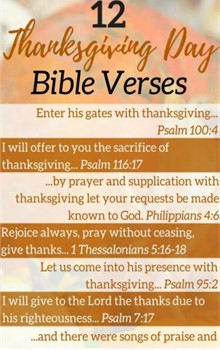 12
Thanksgiving Day
Bible Verses
Enter his gates with thanksgiving...
Psalm 100:4
I will offer to you the sacrifice of
thanksgiving... Psalm 116:17
...by prayer and supplication with
thanksgiving let your requests be made
known to God. Philippians 4:6
Rejoice always, pray without ceasing,
give thanks... 1 Thessalonians 5:16-18
Let us come into his presence with
thanksgiving... Psalm 95:2
I will give to the Lord the thanks due to
his righteousness... Psalm 7:17
...and there were songs of praise and